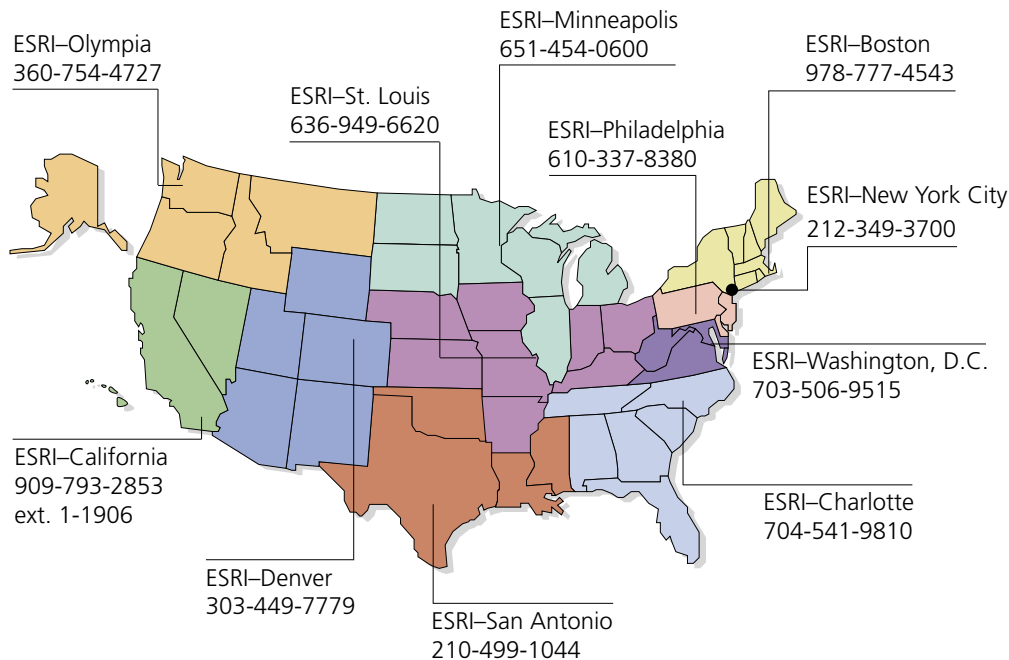 ESRI–Minneapolis
651-454-0600
ESRI–Olympia
360-754-4727
ESRI–Boston
978-777-4543
ESRI–St. Louis
636-949-6620
ESRI–Philadelphia
610-337-8380
ESRI–New York City
212-349-3700
ESRI–Washington, D.C.
703-506-9515
ESRI–California
909-793-2853
ext. 1-1906
ESRI–Charlotte
704-541-9810
ESRI–Denver
303-449-7779
ESRI–San Antonio
210-499-1044